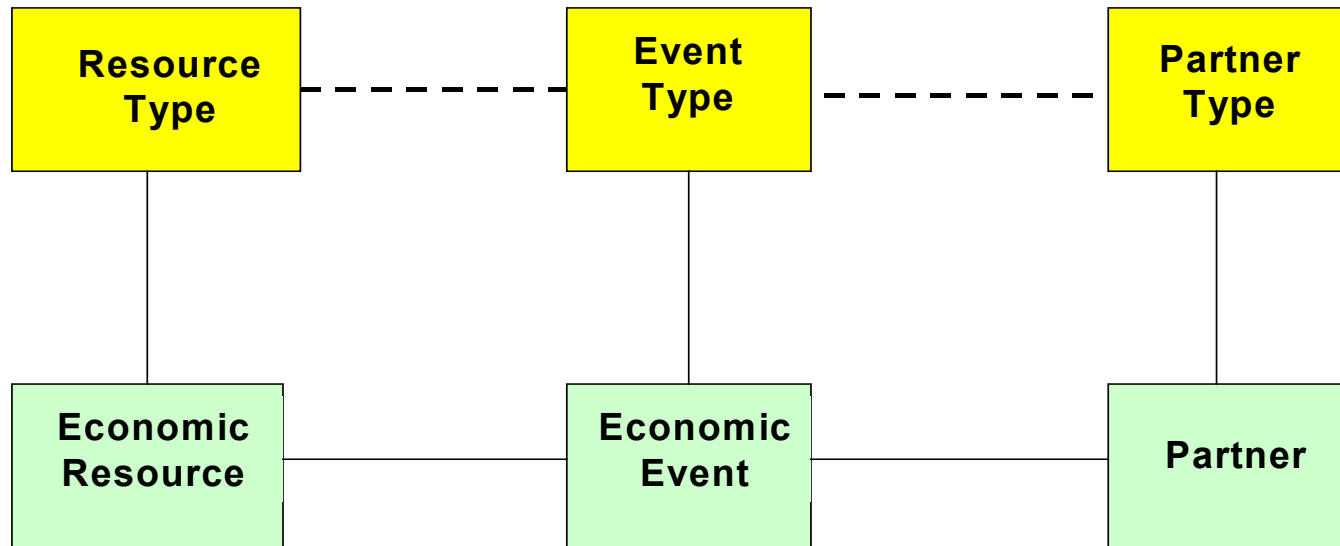 Resource
Type
Event
Type
Partner
Type
Economic
Resource
Economic
Event
Partner